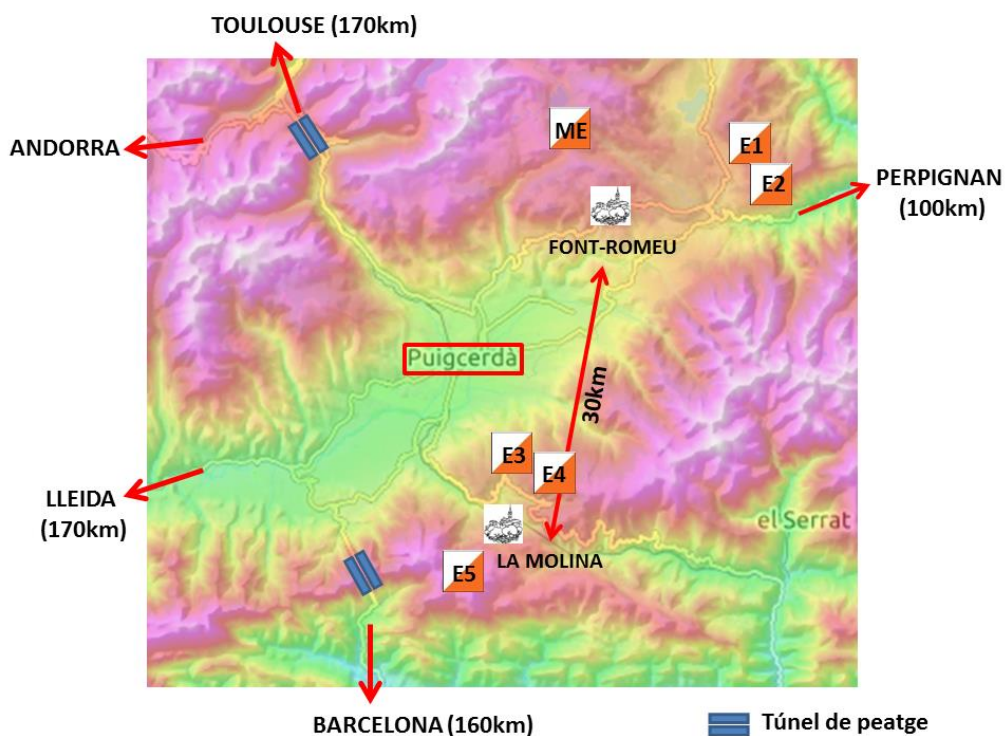 TOULOUSE (170km)
ANDORRA
ME
E1
E2
PERPIGNAN
(100km)
FONT-ROMEU
Puigcerdà
30km
E3
E4
LLEIDA
(170km)
el Serrat
LA MOLINA
E5
BARCELONA (160km)
Túnel de peatge